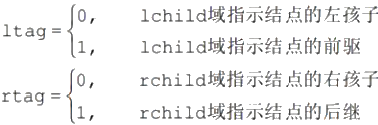 ltag = { 0, lchild域指示结点的左孩子
1, lchild域指示结点的前驱
rtag = { 0, rchild域指示结点的右孩子
1, rchild域指示结点的后继